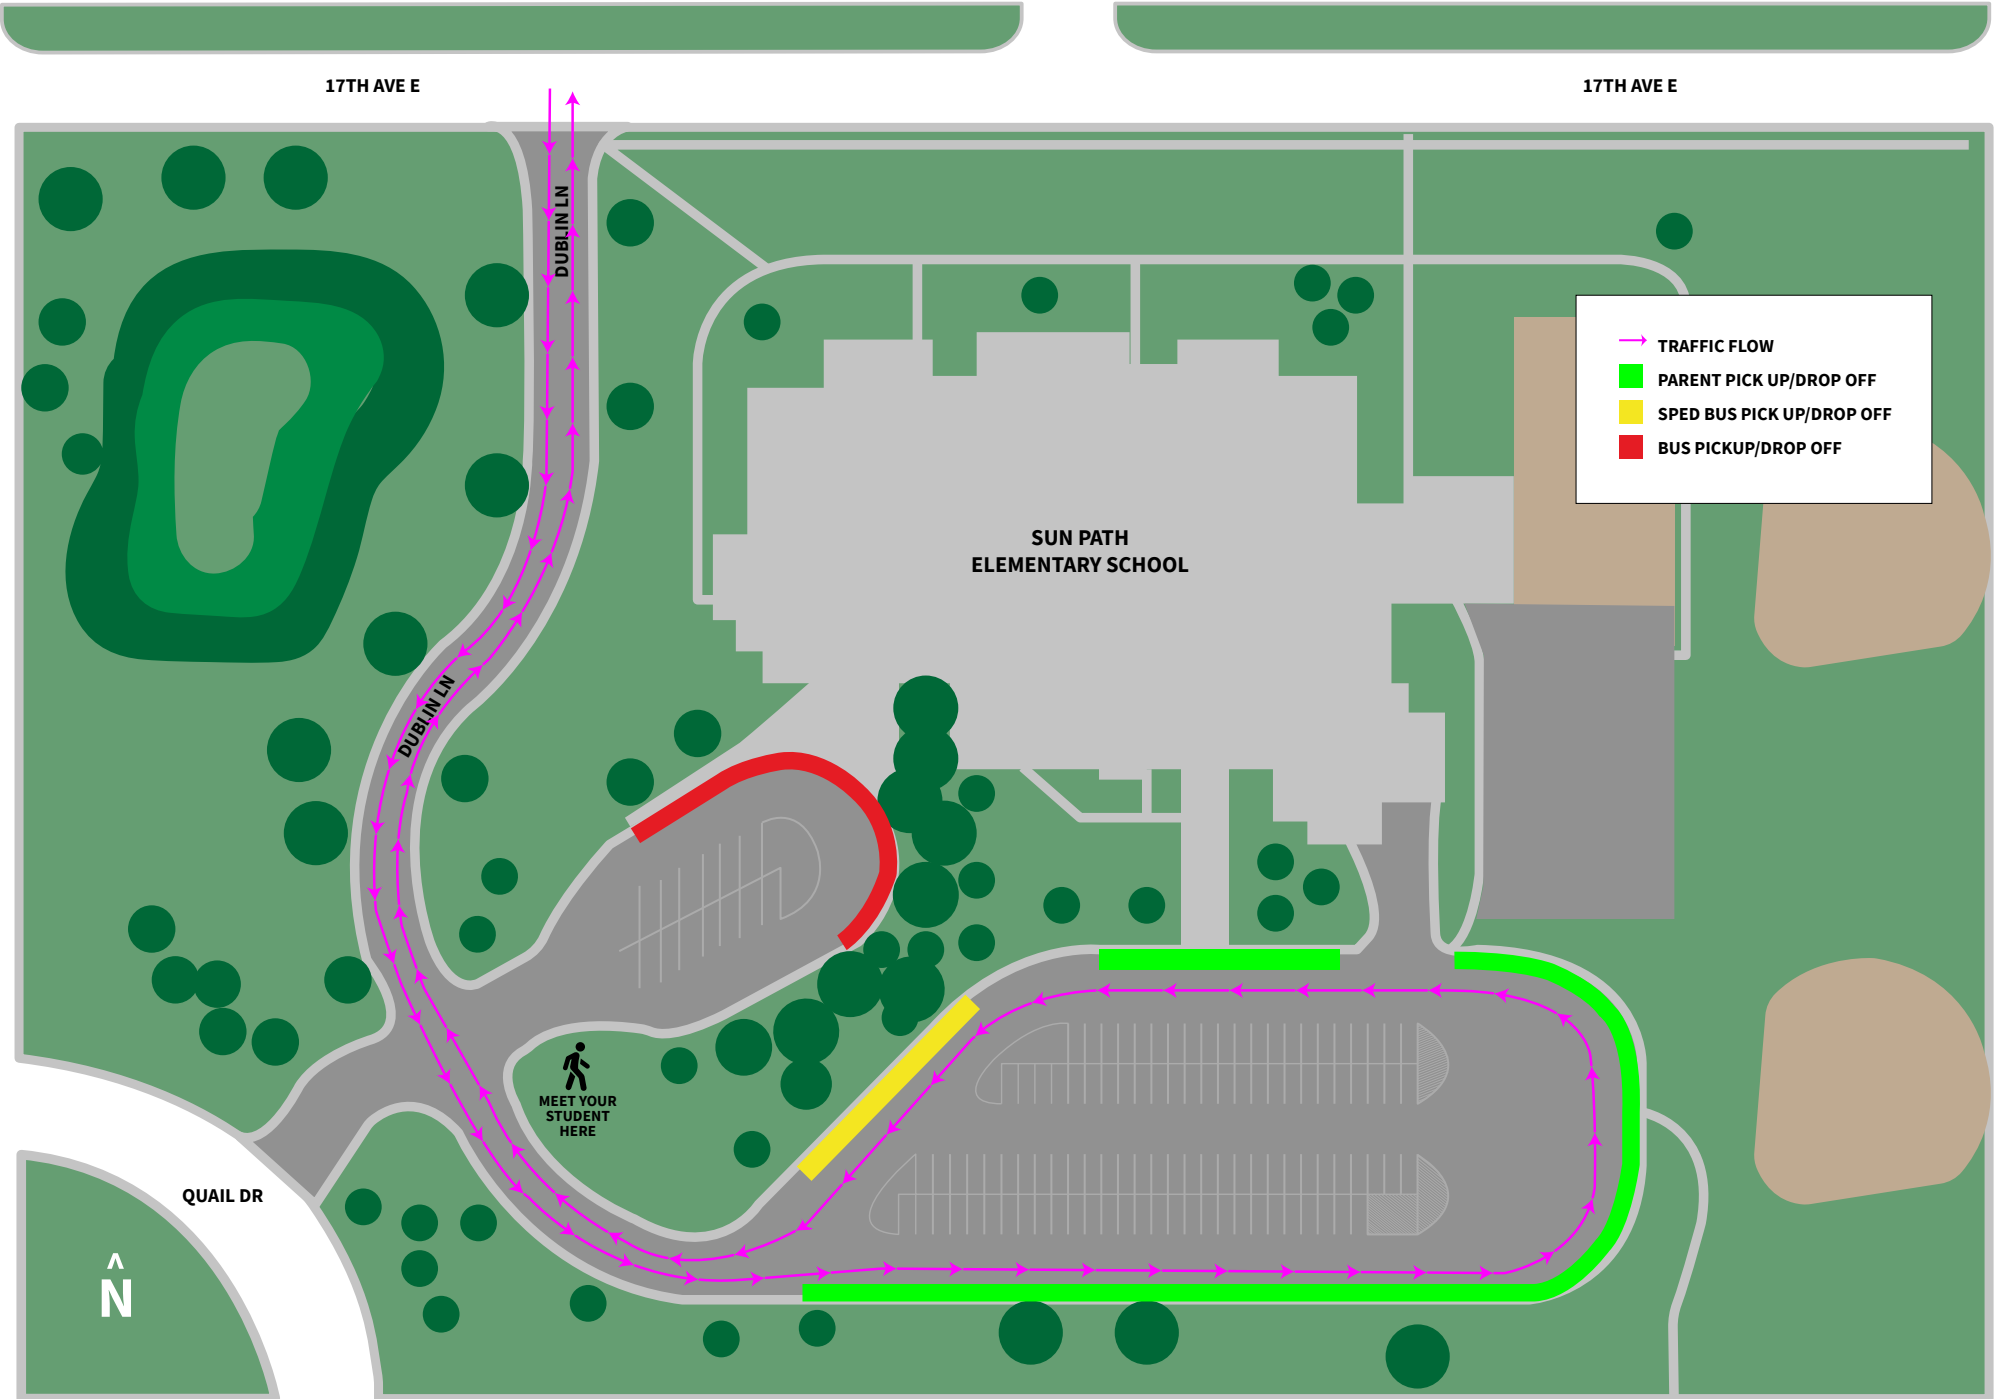 17TH AVE E
17TH AVE E
DUBLIN LN
TRAFFIC FLOW
PARENT PICK UP/DROP OFF
SPED BUS PICK UP/DROP OFF
BUS PICKUP/DROP OFF
SUN PATH
ELEMENTARY SCHOOL
DUBLIN LN
MEET YOUR
STUDENT
HERE
QUAIL DR
N